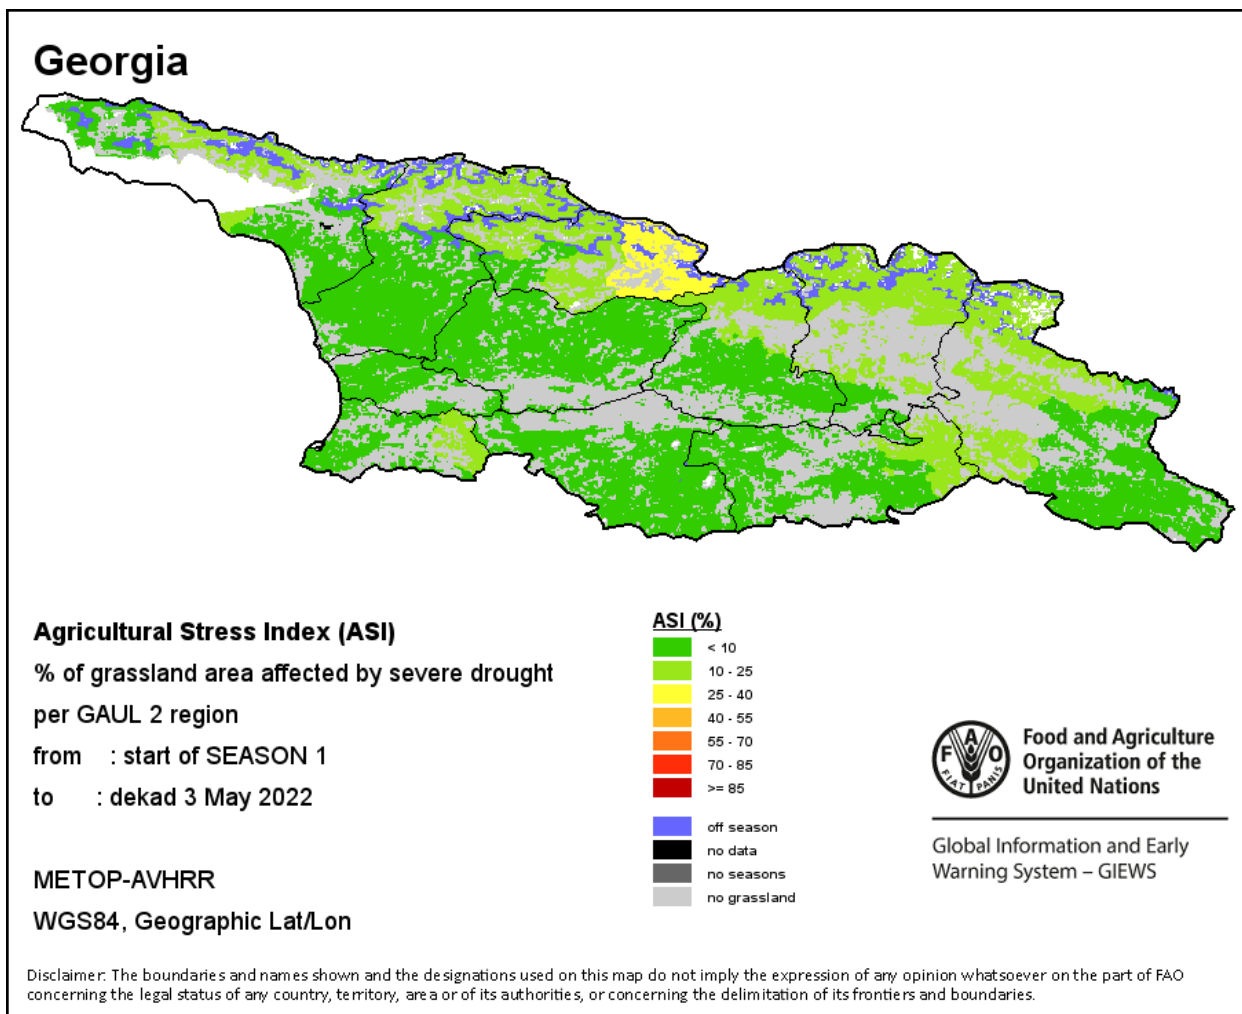 Georgia
Agricultural Stress Index (ASI)
% of grassland area affected by severe drought
per GAUL 2 region
from : start of SEASON 1
to : dekad 3 May 2022
METOP-AVHRR
WGS84, Geographic Lat/Lon
ASI (%)
< 10
10 - 25
25 - 40
40 - 55
55 - 70
70 - 85
>= 85
off season
no data
no seasons
no grassland
F A O
FIAT PANIS
Food and Agriculture
Organization of the
United Nations
Global Information and Early
Warning System – GIEWS
Disclaimer: The boundaries and names shown and the designations used on this map do not imply the expression of any opinion whatsoever on the part of FAO
concerning the legal status of any country, territory, area or of its authorities, or concerning the delimitation of its frontiers and boundaries.